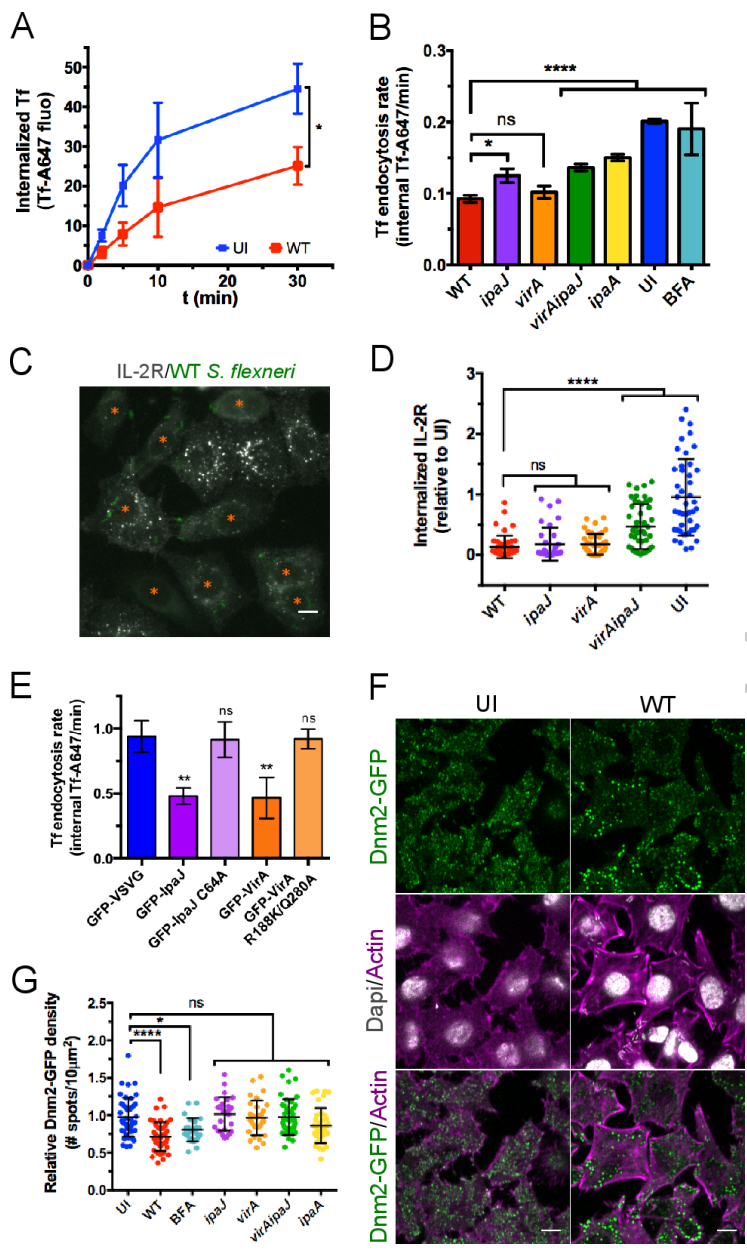 A
Internalized Tf
(Tf-A647 fluo)
50
40
30
20
10
0
0
10
20
30
t (min)
UI
WT
*
B
Tf endocytosis rate
(internal Tf-A647/min)
0.3
0.2
0.1
0.0
****
ns
*
WT
ipaJ
virA
virAipaJ
ipaA
UI
BFA
C
IL-2R/WT S. flexneri
* * * * * * * * *
D
Internalized IL-2R
(relative to UI)
3
2
1
0
****
ns
WT
ipaJ
virA
virAipaJ
UI
E
Tf endocytosis rate
(internal Tf-A647/min)
1.0
0.5
0.0
ns
**
**
ns
GFP-VSVG
GFP-IpaJ
GFP-IpaJ C64A
GFP-VirA
GFP-VirA
R188K/Q280A
F
UI
WT
Dnm2-GFP
Dapi/Actin
Dnm2-GFP/Actin
G
Relative Dnm2-GFP density
(# spots/10μm²)
2.5
2.0
1.5
1.0
0.5
0.0
ns
*
****
UI
WT
BFA
ipaJ
virA
virAipaJ
ipaA